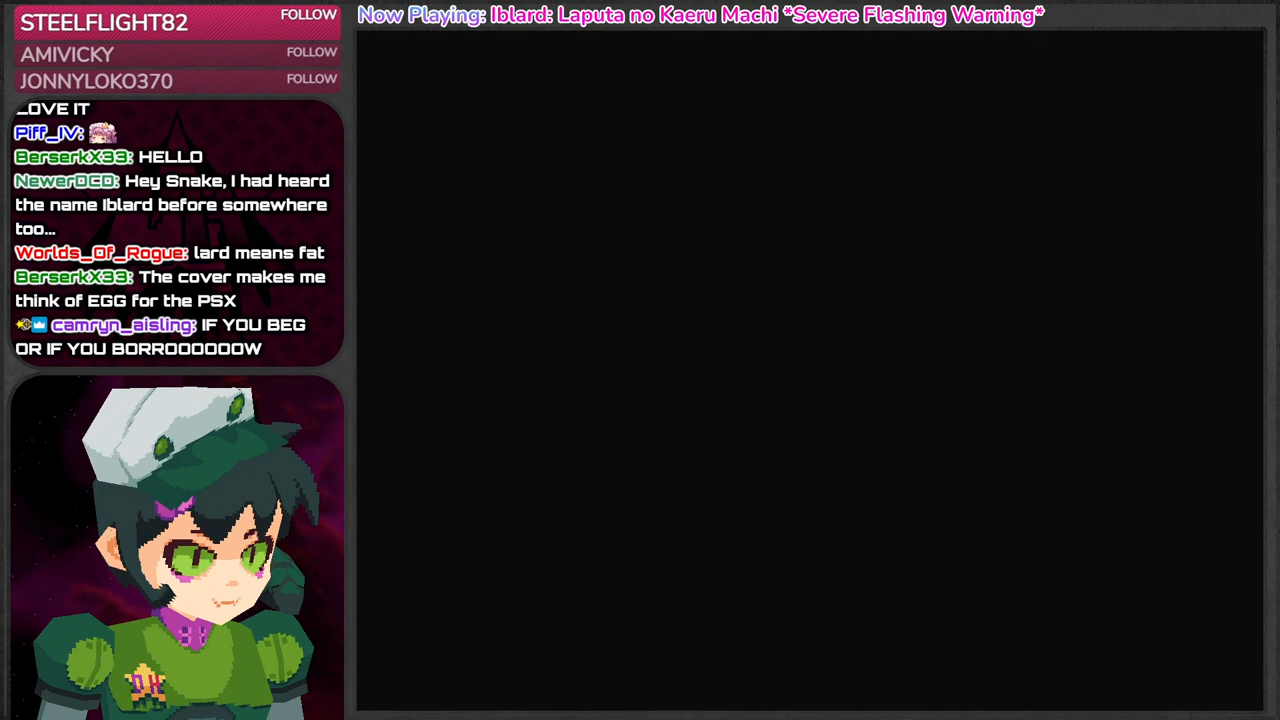 STEELFLIGHT82 FOLLOW
AMIVICKY FOLLOW
JONNYLOKO370 FOLLOW
Now Playing: Iblard: Laputa no Kaeru Machi *Severe Flashing Warning*
LOVE IT
Piff_IV:
BerserkX33: HELLO
NewerDCD: Hey Snake, I had heard
the name Iblard before somewhere
too...
Worlds_Of_Rogue: lard means fat
BerserkX33: The cover makes me
think of EGG for the PSX
camryn_aisling: IF YOU BEG
OR IF YOU BORROOOOOOW